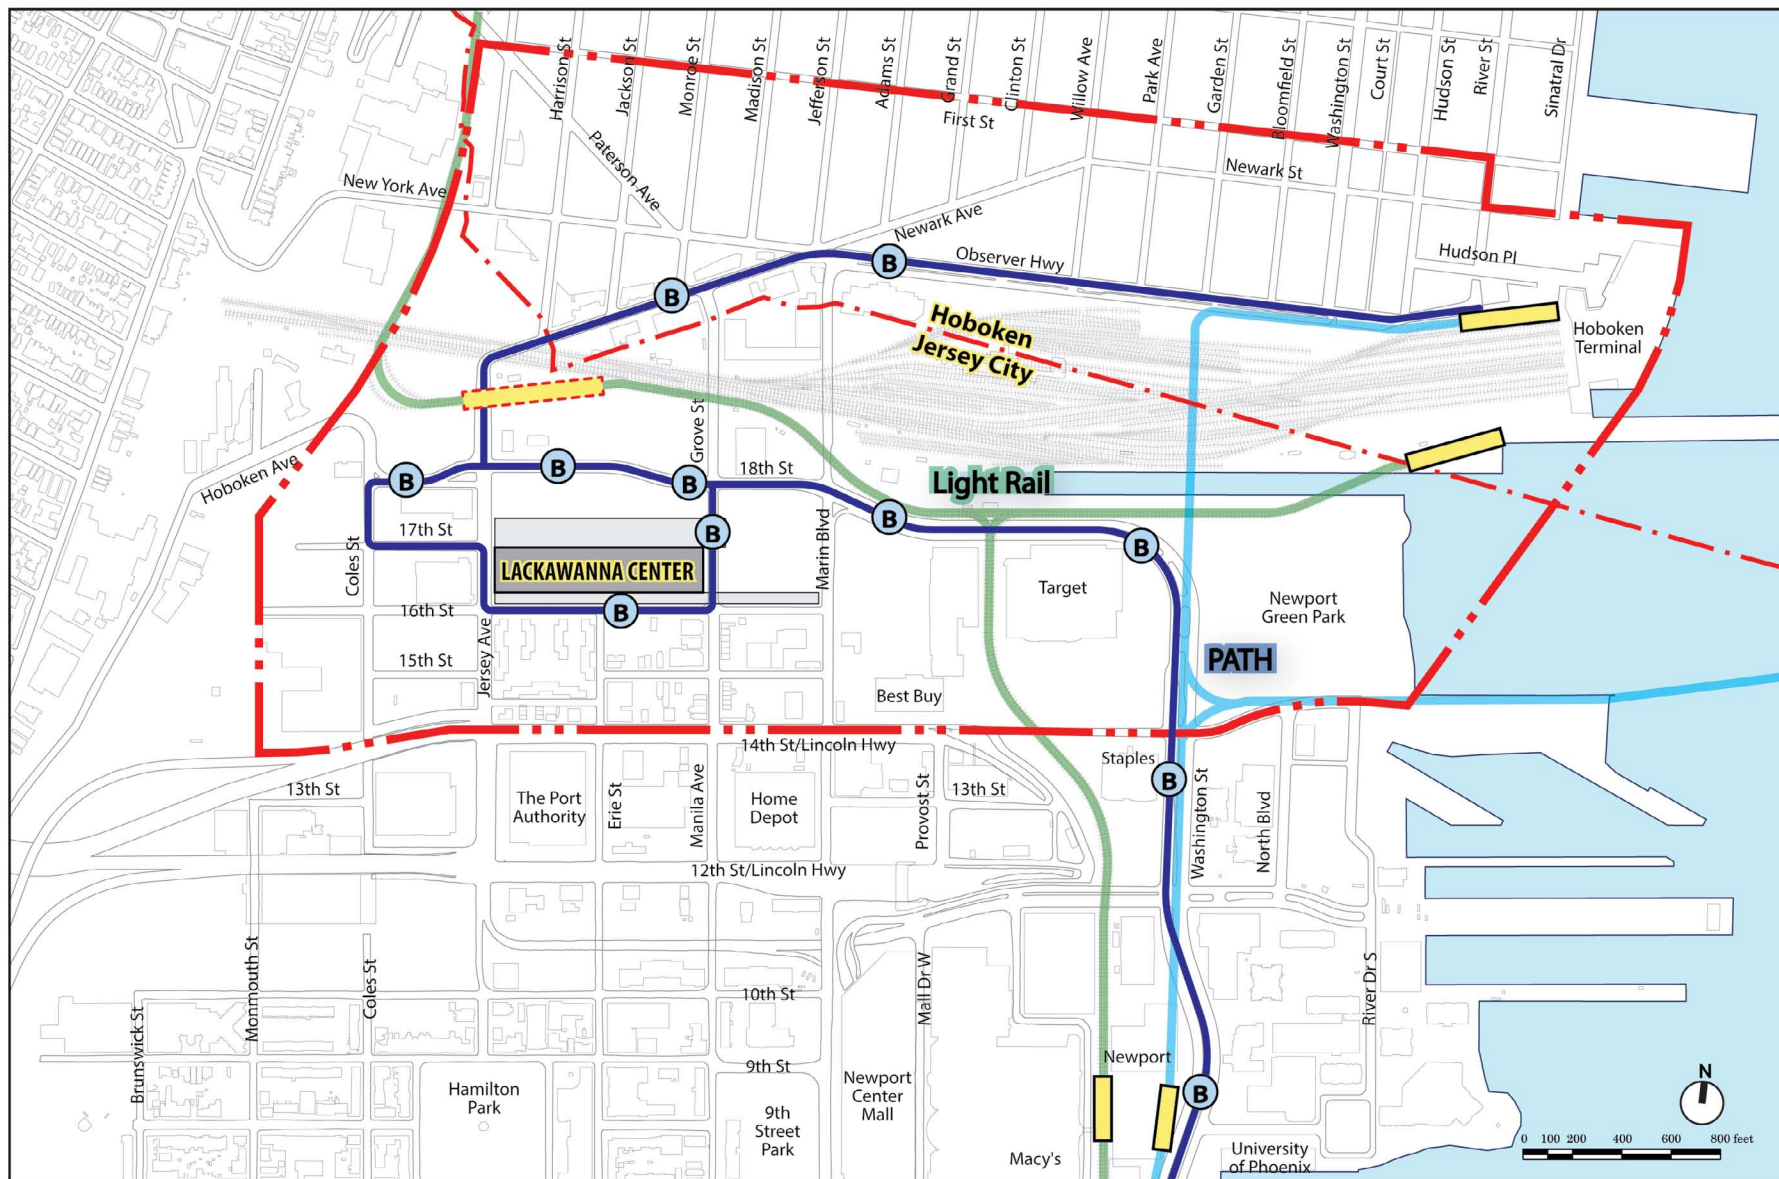 Harrison St
Jackson St
Monroe St
Madison St
Jefferson St
Adams St
Grand St
Clinton St
Willow Ave
Park Ave
Garden St
Bloomfield St
Washington St
Court St
Hudson St
River St
Sinatral Dr
First St
Paterson Ave
New York Ave
Newark St
Newark Ave
Observer Hwy
Hudson Pl
B
B
Hoboken
Jersey City
Hoboken
Terminal
Grove St
Hoboken Ave
18th St
Light Rail
B
B
B
B
B
B
17th St
Coles St
LACKAWANNA CENTER
Marin Blvd
Target
Newport
Green Park
16th St
B
Jersey Ave
15th St
PATH
Best Buy
14th St/Lincoln Hwy
Staples
B
13th St
The Port
Authority
Erie St
Manila Ave
Home
Depot
Provost St
13th St
Washington St
North Blvd
12th St/Lincoln Hwy
Monmouth St
Coles St
10th St
Mall Dr W
River Dr S
Brunswick St
9th St
Newport
Hamilton
Park
Newport
Center
Mall
B
9th
Street
Park
Macy's
University
of Phoenix
N
0 100 200 400 600 800 feet